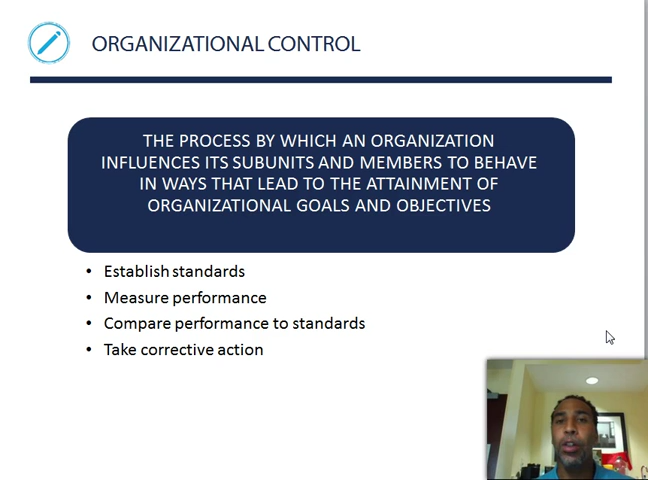 ORGANIZATIONAL CONTROL
THE PROCESS BY WHICH AN ORGANIZATION
INFLUENCES ITS SUBUNITS AND MEMBERS TO BEHAVE
IN WAYS THAT LEAD TO THE ATTAINMENT OF
ORGANIZATIONAL GOALS AND OBJECTIVES
• Establish standards
• Measure performance
• Compare performance to standards
• Take corrective action